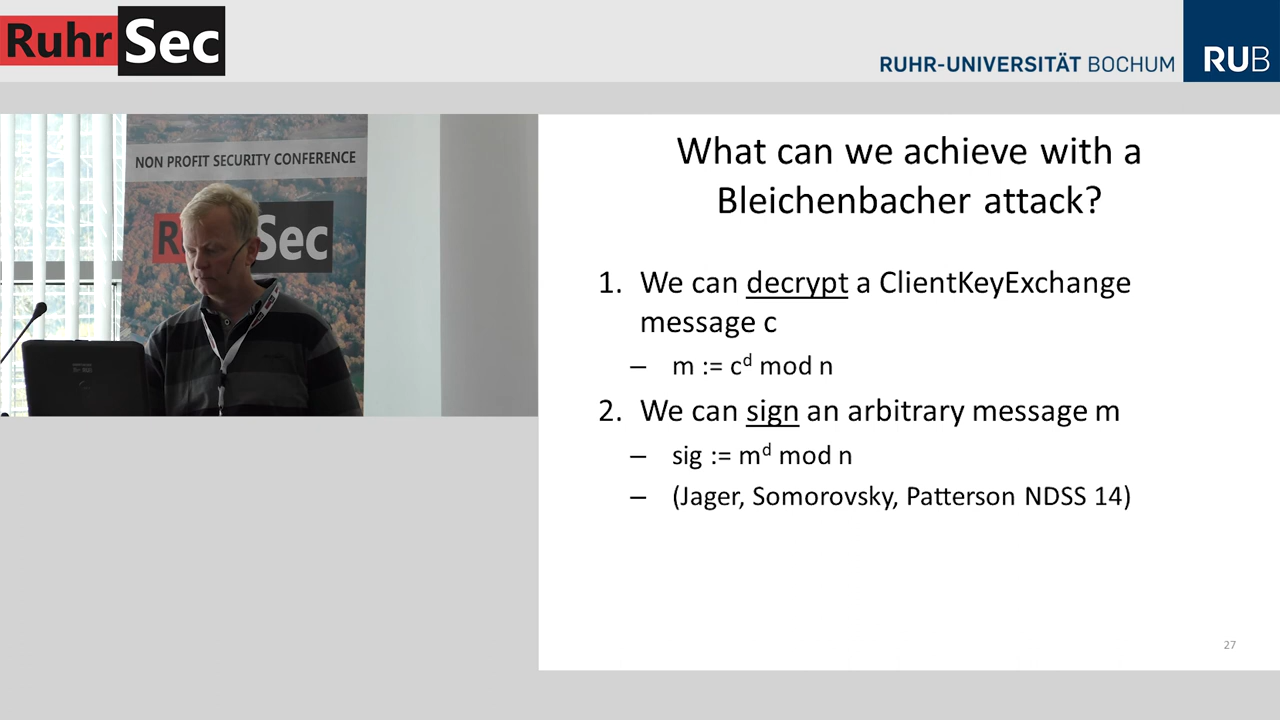 RuhrSec
RUHR-UNIVERSITÄT BOCHUM
RUB
NON PROFIT SECURITY CONFERENCE
R Sec
What can we achieve with a
Bleichenbacher attack?
1. We can decrypt a ClientKeyExchange
message c
– m := c^d mod n
2. We can sign an arbitrary message m
– sig := m^d mod n
– (Jager, Somorovsky, Patterson NDSS 14)
27